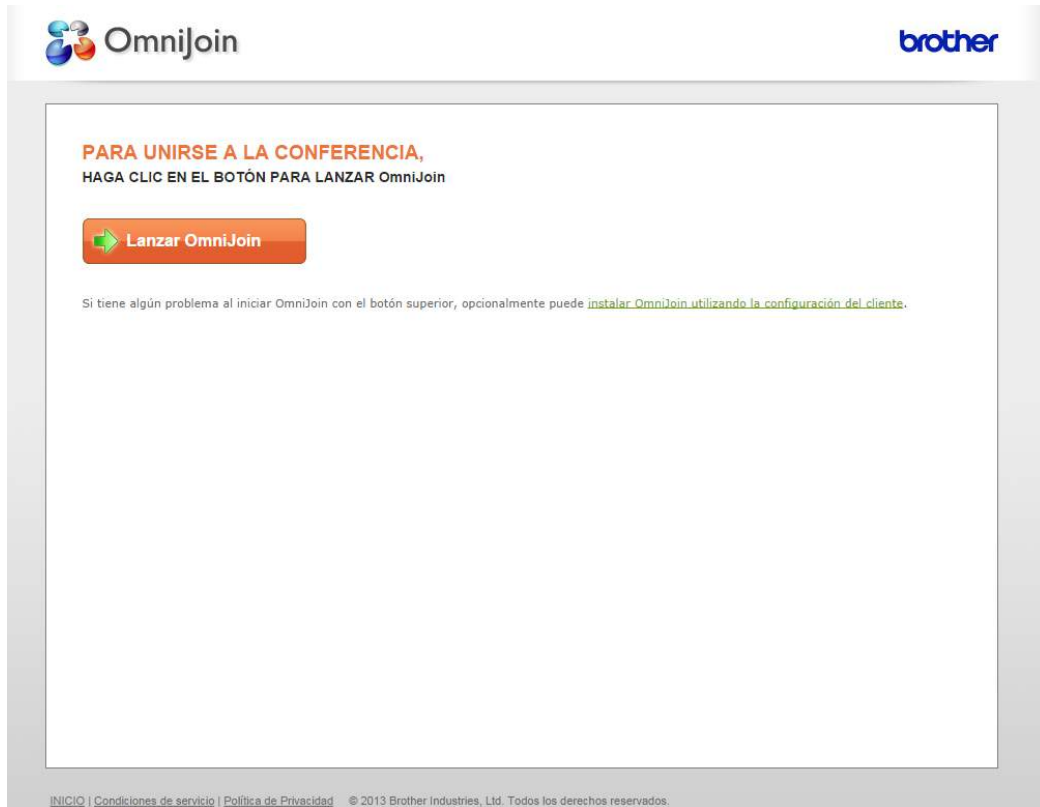 OmniJoin
brother
PARA UNIRSE A LA CONFERENCIA,
HAGA CLIC EN EL BOTÓN PARA LANZAR OmniJoin
Lanzar OmniJoin
Si tiene algún problema al iniciar OmniJoin con el botón superior, opcionalmente puede instalar OmniJoin utilizando la configuración del cliente.
INICIO | Condiciones de servicio | Política de Privacidad © 2013 Brother Industries, Ltd. Todos los derechos reservados.